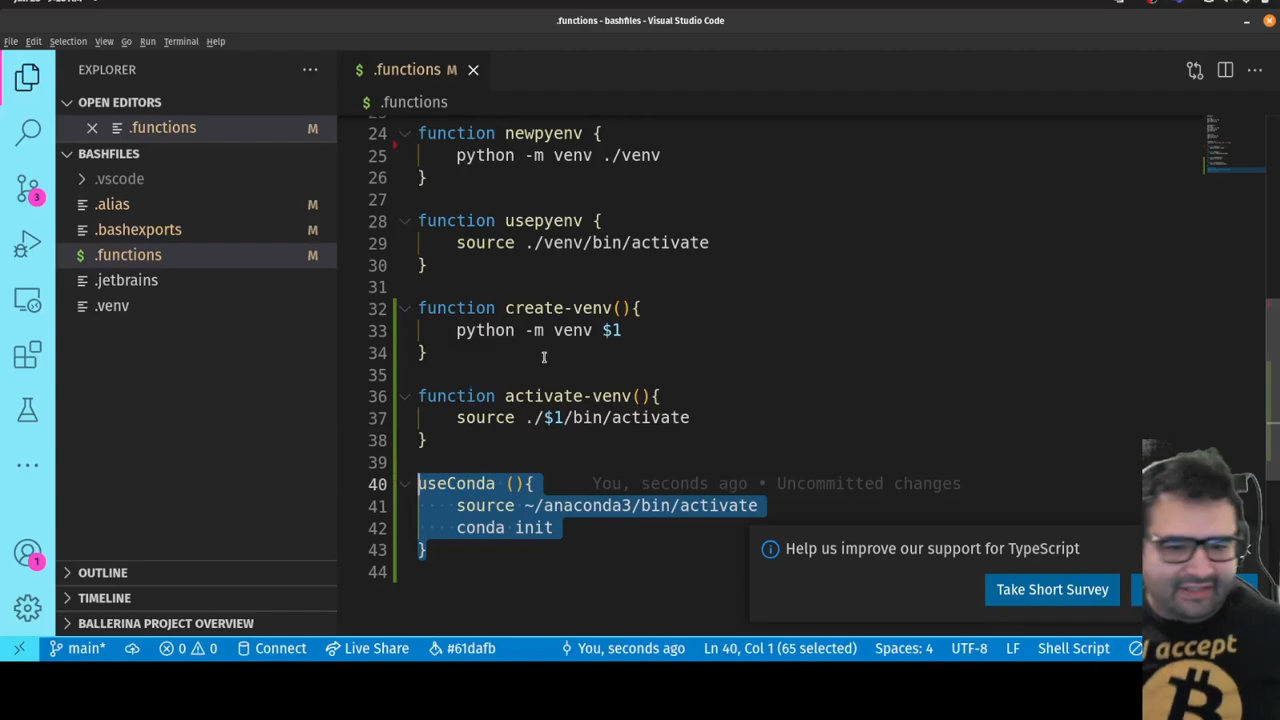 .functions - bashfiles - Visual Studio Code
File Edit Selection View Go Run Terminal Help
EXPLORER
OPEN EDITORS
.functions M
BASHFILES
.vscode
.alias M
.bashexports M
.functions M
.jetbrains
.venv
OUTLINE
TIMELINE
BALLERINA PROJECT OVERVIEW
3
1
$ .functions M
$ .functions
24 function newpyenv {
25 python -m venv ./venv
26 }
27
28 function usepyenv {
29 source ./venv/bin/activate
30 }
31
32 function create-venv(){
33 python -m venv $1
34 }
35
36 function activate-venv(){
37 source ./$1/bin/activate
38 }
39
40 useConda (){ You, seconds ago • Uncommitted changes
41 source ~/anaconda3/bin/activate
42 conda init
43 }
44
Help us improve our support for TypeScript
Take Short Survey
main* 0 0 Connect Live Share #61dafb You, seconds ago Ln 40, Col 1 (65 selected) Spaces: 4 UTF-8 LF Shell Script
accept